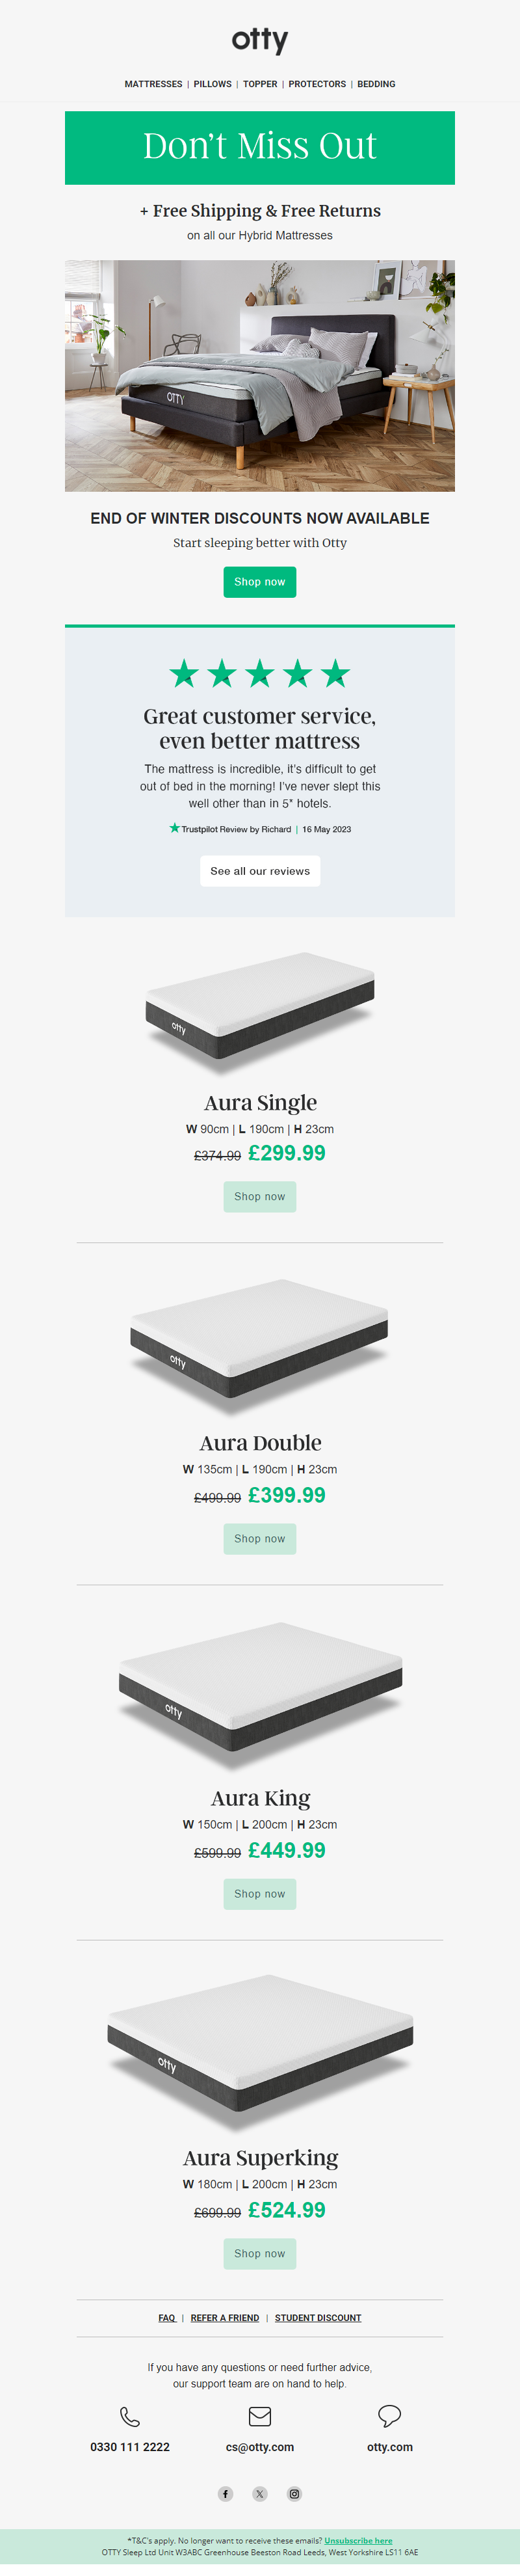 otty
MATTRESSES | PILLOWS | TOPPER | PROTECTORS | BEDDING
Don't Miss Out
+ Free Shipping & Free Returns
on all our Hybrid Mattresses
OTTY
END OF WINTER DISCOUNTS NOW AVAILABLE
Start sleeping better with Otty
Shop now
Great customer service,
even better mattress
The mattress is incredible, it's difficult to get
out of bed in the morning! I've never slept this
well other than in 5* hotels.
Trustpilot Review by Richard | 16 May 2023
See all our reviews
otty
Aura Single
W 90cm | L 190cm | H 23cm
£374.99 £299.99
Shop now
otty
Aura Double
W 135cm | L 190cm | H 23cm
£499.99 £399.99
Shop now
otty
Aura King
W 150cm | L 200cm | H 23cm
£599.99 £449.99
Shop now
otty
Aura Superking
W 180cm | L 200cm | H 23cm
£699.99 £524.99
Shop now
FAQ | REFER A FRIEND | STUDENT DISCOUNT
If you have any questions or need further advice,
our support team are on hand to help.
0330 111 2222 cs@otty.com otty.com
*T&C's apply. No longer want to receive these emails? Unsubscribe here
OTTY Sleep Ltd Unit W3ABC Greenhouse Beeston Road Leeds, West Yorkshire LS11 6AE